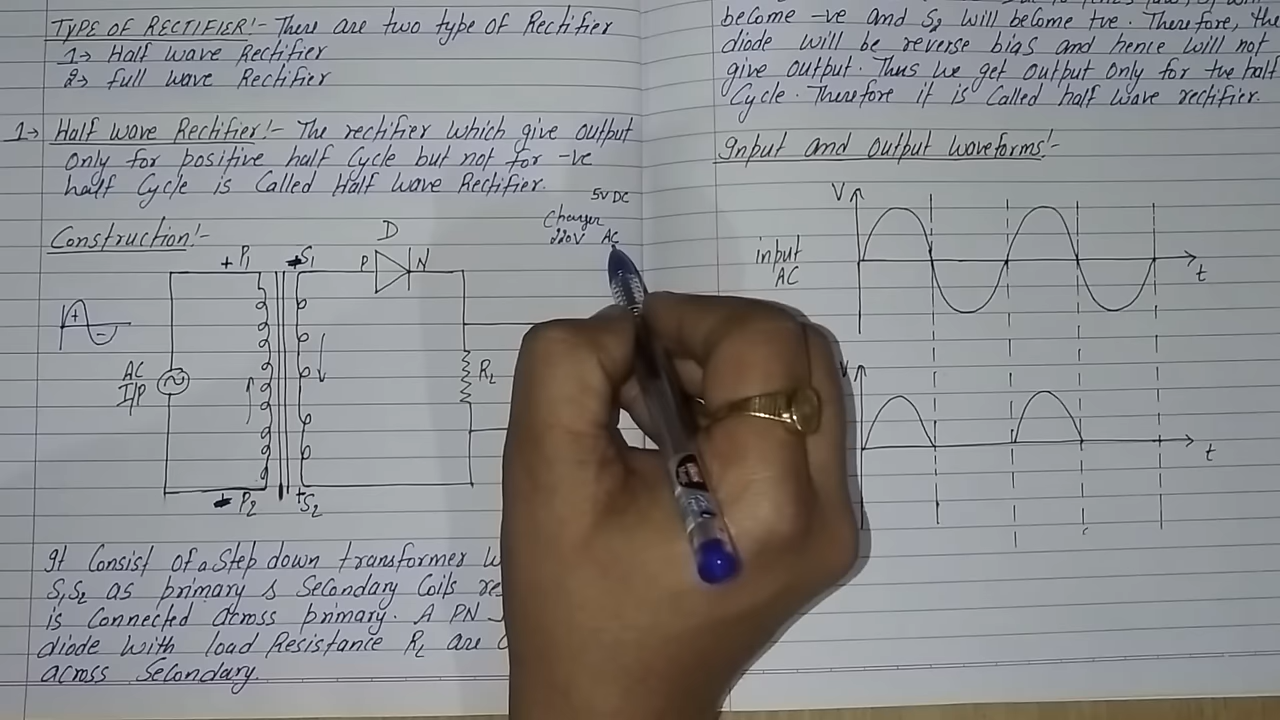 TYPE OF RECTIFIER!- There are two type of Rectifier
1→ Half wave Rectifier
2→ full wave Rectifier
1→ Half wave Rectifier!- The rectifier which give output
only for positive half Cycle but not for -ve
half Cycle is Called Half Wave Rectifier.
5V DC
Charger
220V AC
Construction!-
D
+ P1
S1
P N
+ -
AC
I/P
RL
P2
+S2
It Consist of a Step down transformer
S1S2 as primary & Secondary Coils
is Connected across primary. A PN
diode with load Resistance RL are
across Secondary.
become -ve and S2 will become +ve. Therefore, the
diode will be reverse bias and hence will not
give output. Thus we get output only for +ve half
Cycle. Therefore it is Called half wave rectifier.
Input and output waveforms!-
V
input
AC
t
V
t